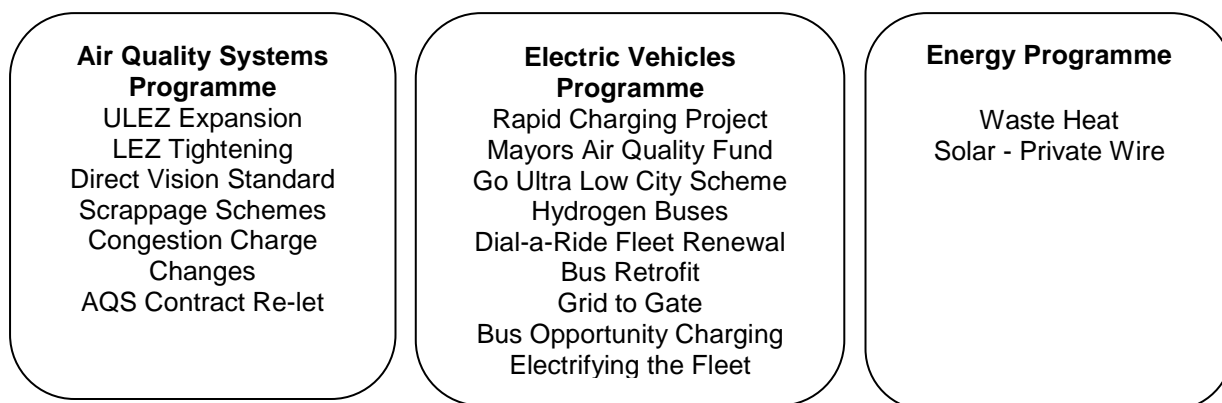 Air Quality Systems
Programme
ULEZ Expansion
LEZ Tightening
Direct Vision Standard
Scrappage Schemes
Congestion Charge
Changes
AQS Contract Re-let
Electric Vehicles
Programme
Rapid Charging Project
Mayors Air Quality Fund
Go Ultra Low City Scheme
Hydrogen Buses
Dial-a-Ride Fleet Renewal
Bus Retrofit
Grid to Gate
Bus Opportunity Charging
Electrifying the Fleet
Energy Programme
Waste Heat
Solar - Private Wire